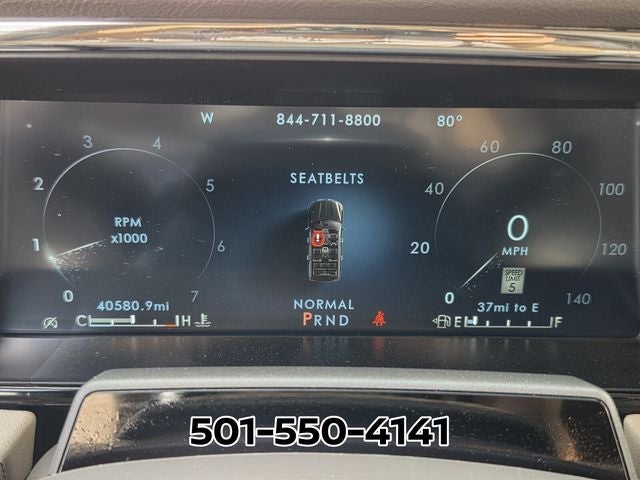 W 844-711-8800 80°
3 4
2 5
1 6
0 7
RPM
x1000
40580.9mi
C H
SEATBELTS
NORMAL
PRND
60 80
40 100
20 120
0 140
0
MPH
SPEED
LIMIT
5
37mi to E
E F
501-550-4141